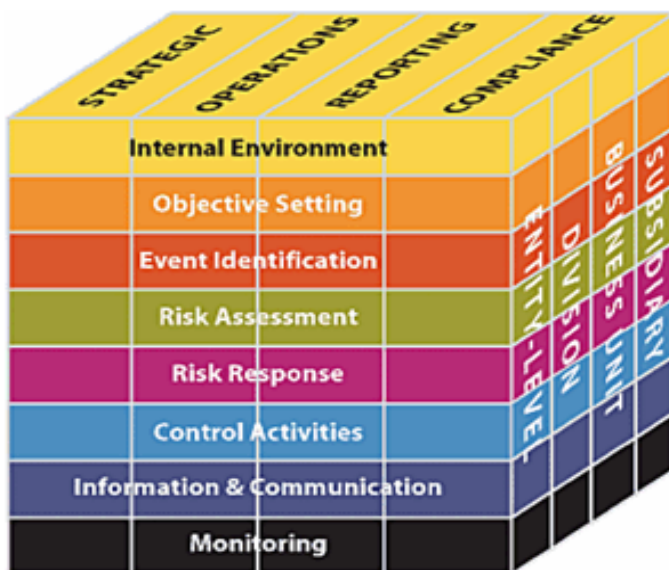 STRATEGIC
OPERATIONS
REPORTING
COMPLIANCE
Internal Environment
Objective Setting
Event Identification
Risk Assessment
Risk Response
Control Activities
Information & Communication
Monitoring
ENTITY-LEVEL
DIVISION
BUSINESS UNIT
SUBSIDIARY